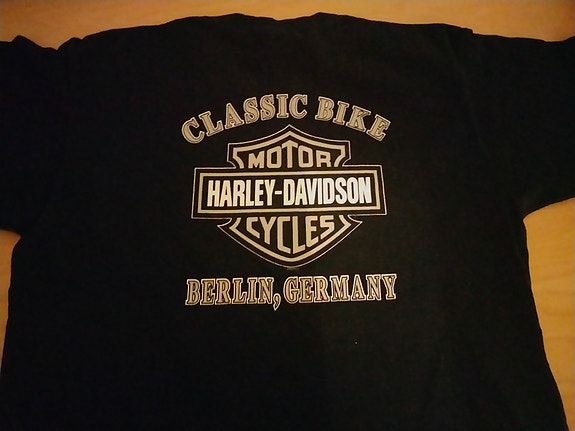 CLASSIC BIKE
MOTOR
HARLEY-DAVIDSON
CYCLES
BERLIN, GERMANY